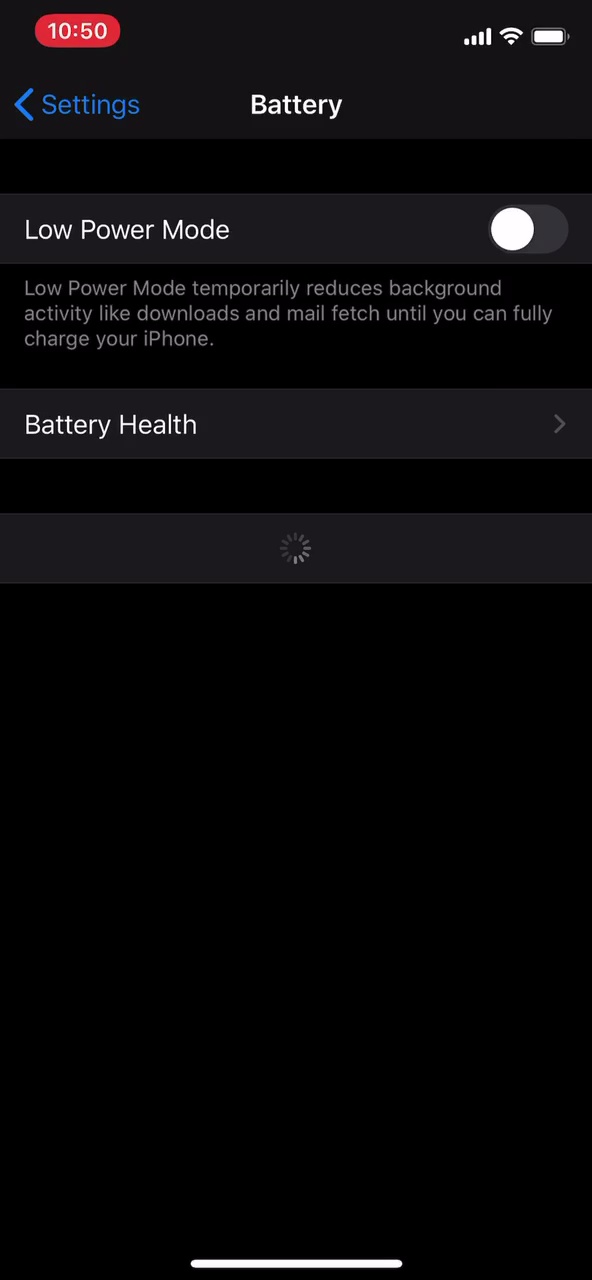 10:50
Settings
Battery
Low Power Mode
Low Power Mode temporarily reduces background
activity like downloads and mail fetch until you can fully
charge your iPhone.
Battery Health